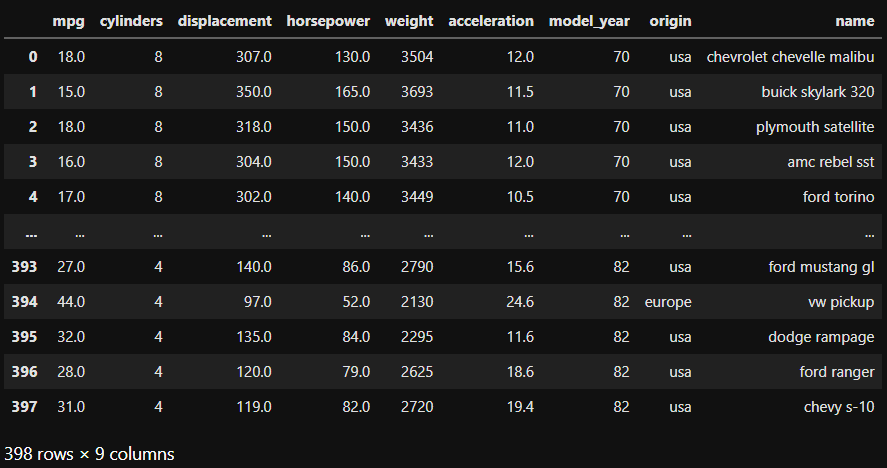 mpg cylinders displacement horsepower weight acceleration model_year origin name
0 18.0 8 307.0 130.0 3504 12.0 70 usa chevrolet chevelle malibu
1 15.0 8 350.0 165.0 3693 11.5 70 usa buick skylark 320
2 18.0 8 318.0 150.0 3436 11.0 70 usa plymouth satellite
3 16.0 8 304.0 150.0 3433 12.0 70 usa amc rebel sst
4 17.0 8 302.0 140.0 3449 10.5 70 usa ford torino
... ... ... ... ... ... ... ... ... ...
393 27.0 4 140.0 86.0 2790 15.6 82 usa ford mustang gl
394 44.0 4 97.0 52.0 2130 24.6 82 europe vw pickup
395 32.0 4 135.0 84.0 2295 11.6 82 usa dodge rampage
396 28.0 4 120.0 79.0 2625 18.6 82 usa ford ranger
397 31.0 4 119.0 82.0 2720 19.4 82 usa chevy s-10
398 rows × 9 columns